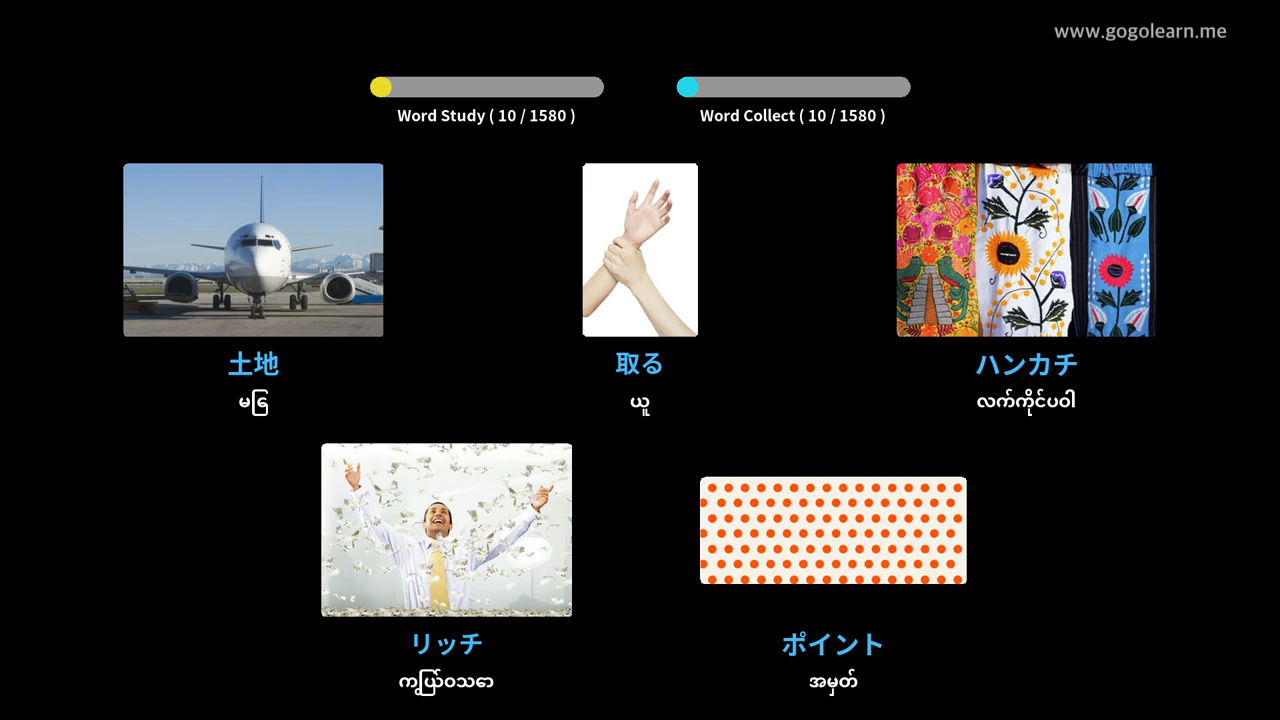 www.gogolearn.me
Word Study ( 10 / 1580 )
Word Collect ( 10 / 1580 )
土地
မြေ
取る
ယူ
ハンカチ
လက်ကိုင်ပဝါ
リッチ
ကြွယ်ဝသော
ポイント
အမှတ်